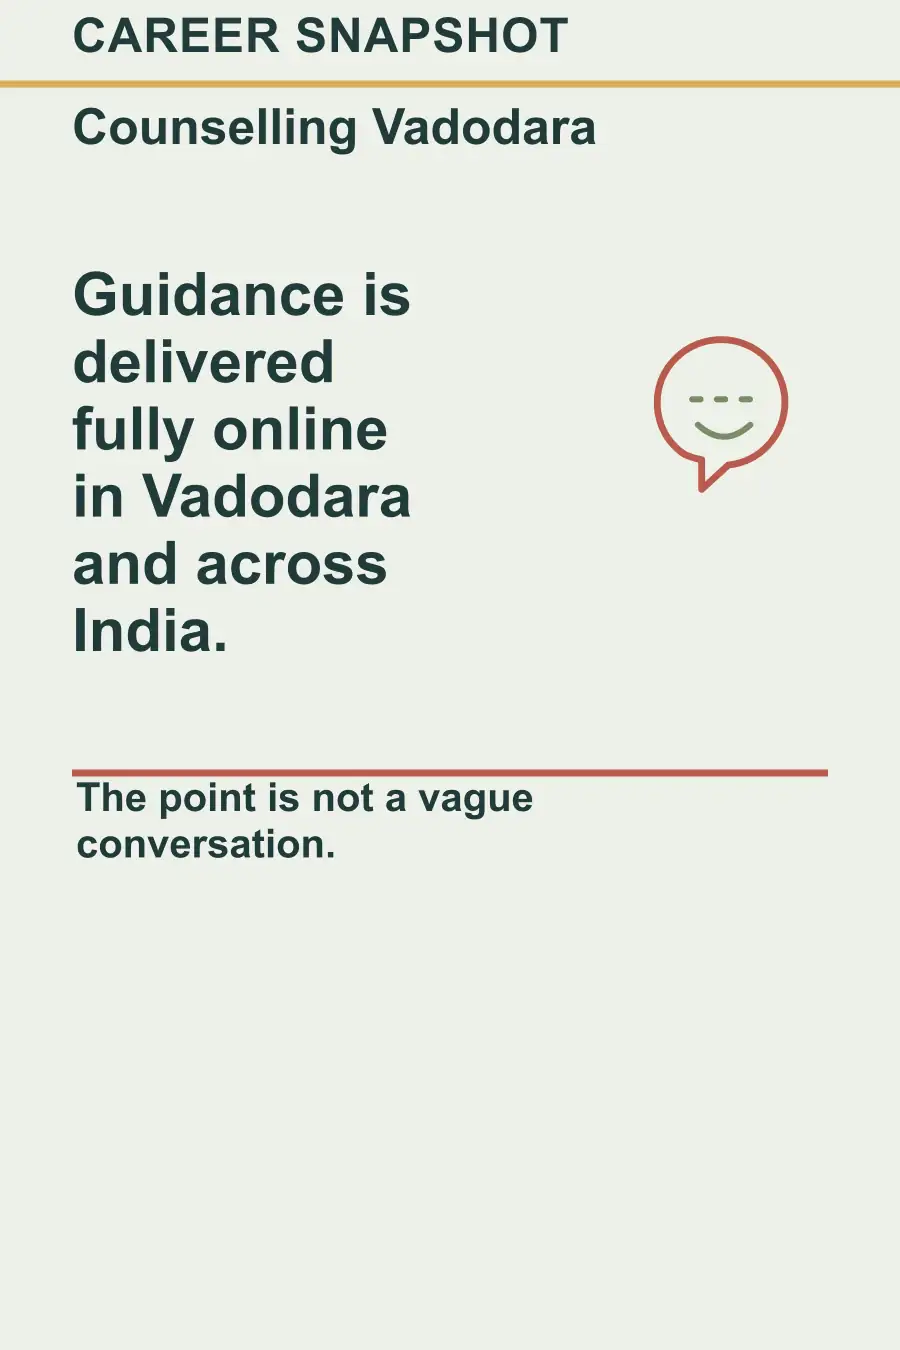 CAREER SNAPSHOT
Counselling Vadodara
Guidance is
delivered
fully online
in Vadodara
and across
India.
The point is not a vague
conversation.